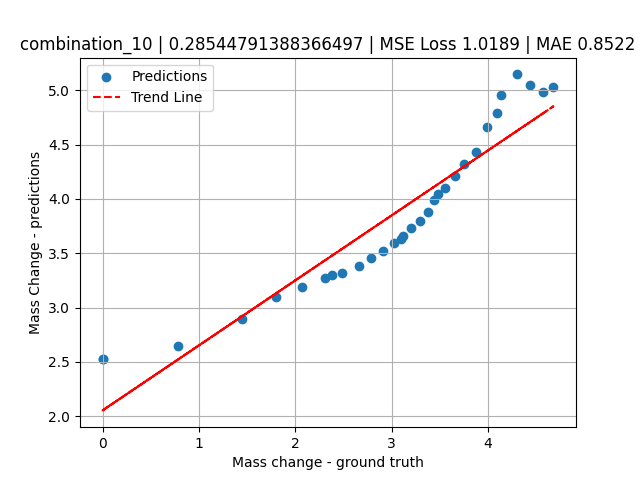 combination_10 | 0.28544791388366497 | MSE Loss 1.0189 | MAE 0.8522
Predictions
Trend Line
5.0
4.5
4.0
3.5
3.0
2.5
2.0
Mass Change - predictions
0 1 2 3 4
Mass change - ground truth